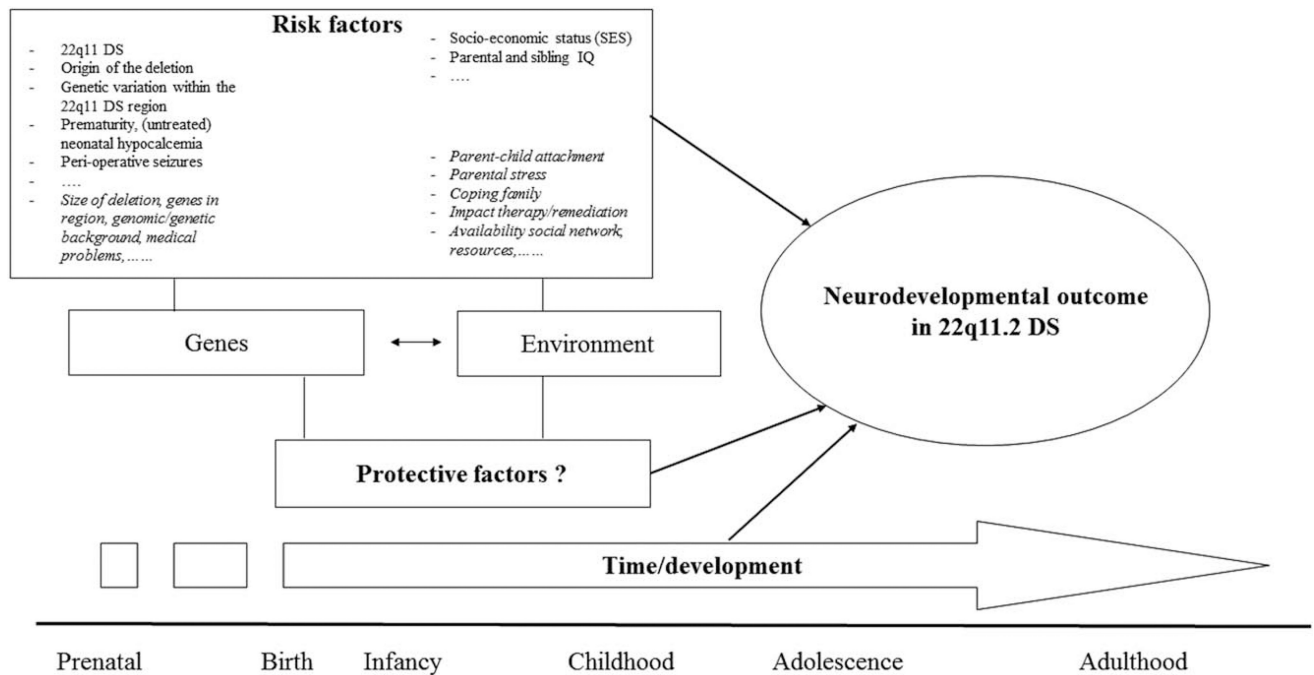 Risk factors
- 22q11 DS
- Origin of the deletion
- Genetic variation within the
22q11 DS region
- Prematurity, (untreated)
neonatal hypocalcemia
- Peri-operative seizures
- ....
- Size of deletion, genes in
region, genomic/genetic
background, medical
problems,……
- Socio-economic status (SES)
- Parental and sibling IQ
- ….
- Parent-child attachment
- Parental stress
- Coping family
- Impact therapy/remediation
- Availability social network,
resources,……
Genes
Environment
Neurodevelopmental outcome
in 22q11.2 DS
Protective factors ?
Time/development
Prenatal Birth Infancy Childhood Adolescence Adulthood